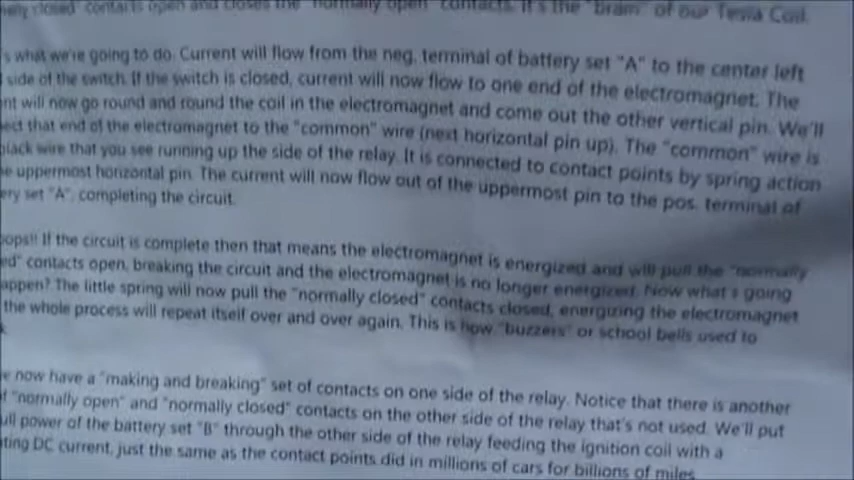 closed" contacts open and closes the "normally open" contacts. It's the "brain" of our Tesla Coil.
's what we're going to do. Current will flow from the neg. terminal of battery set "A" to the center left
side of the switch. If the switch is closed, current will now flow to one end of the electromagnet. The
nt will now go round and round the coil in the electromagnet and come out the other vertical pin. We'll
ect that end of the electromagnet to the "common" wire (next horizontal pin up). The "common" wire is
black wire that you see running up the side of the relay. It is connected to contact points by spring action
e uppermost horizontal pin. The current will now flow out of the uppermost pin to the pos. terminal of
ery set "A", completing the circuit.
oops!! If the circuit is complete then that means the electromagnet is energized and will pull the "normally
ed" contacts open, breaking the circuit and the electromagnet is no longer energized. Now what's going
appen? The little spring will now pull the "normally closed" contacts closed, energizing the electromagnet
the whole process will repeat itself over and over again. This is how "buzzers" or school bells used to
k.
e now have a "making and breaking" set of contacts on one side of the relay. Notice that there is another
f "normally open" and "normally closed" contacts on the other side of the relay that's not used. We'll put
ull power of the battery set "B" through the other side of the relay feeding the ignition coil with a
ting DC current, just the same as the contact points did in millions of cars for billions of miles.